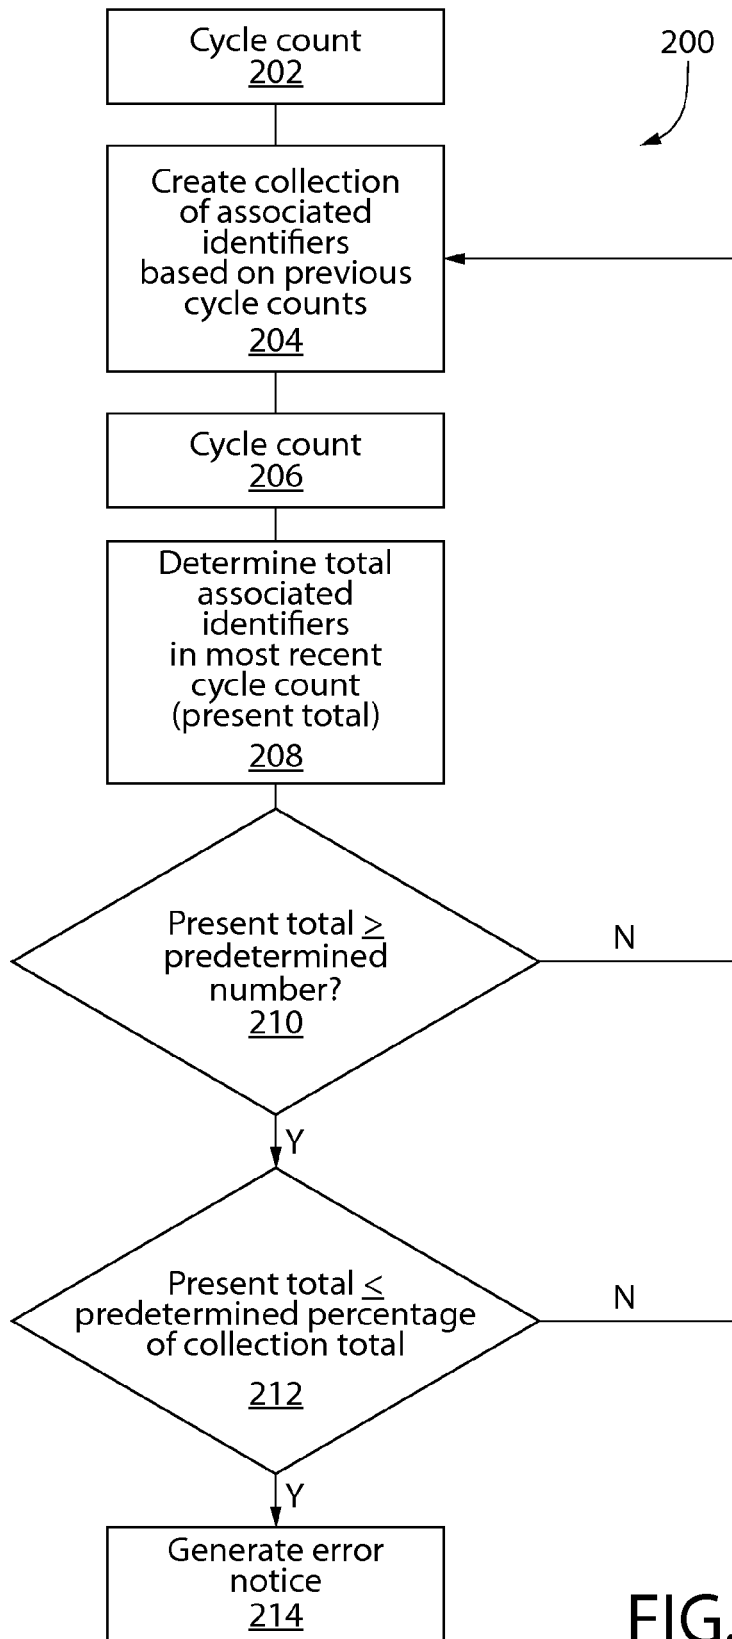 Cycle count
202
200
Create collection
of associated
identifiers
based on previous
cycle counts
204
Cycle count
206
Determine total
associated
identifiers
in most recent
cycle count
(present total)
208
Present total ≥
predetermined
number?
210
N
Y
Present total ≤
predetermined percentage
of collection total
212
N
Y
Generate error
notice
214
FIG.